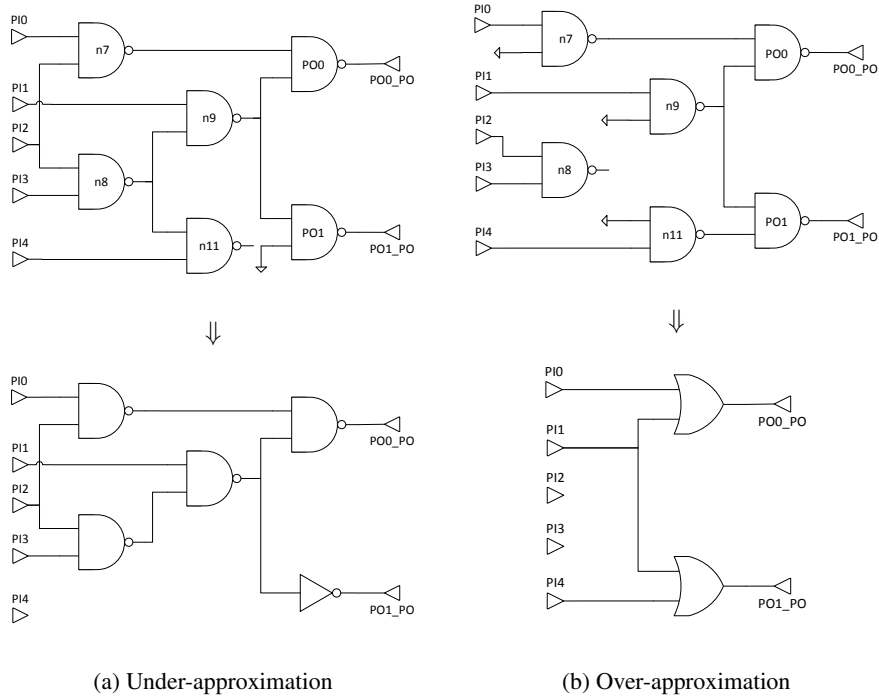 PI0
n7
PO0
PO0_PO
PI1
n9
PI2
PI3
n8
PI4
n11
PO1
PO1_PO
⇓
PI0
PO0_PO
PI1
PI2
PI3
PI4
PO1_PO
(a) Under-approximation
PI0
n7
PO0
PO0_PO
PI1
n9
PI2
PI3
n8
PI4
n11
PO1
PO1_PO
⇓
PI0
PO0_PO
PI1
PI2
PI3
PI4
PO1_PO
(b) Over-approximation